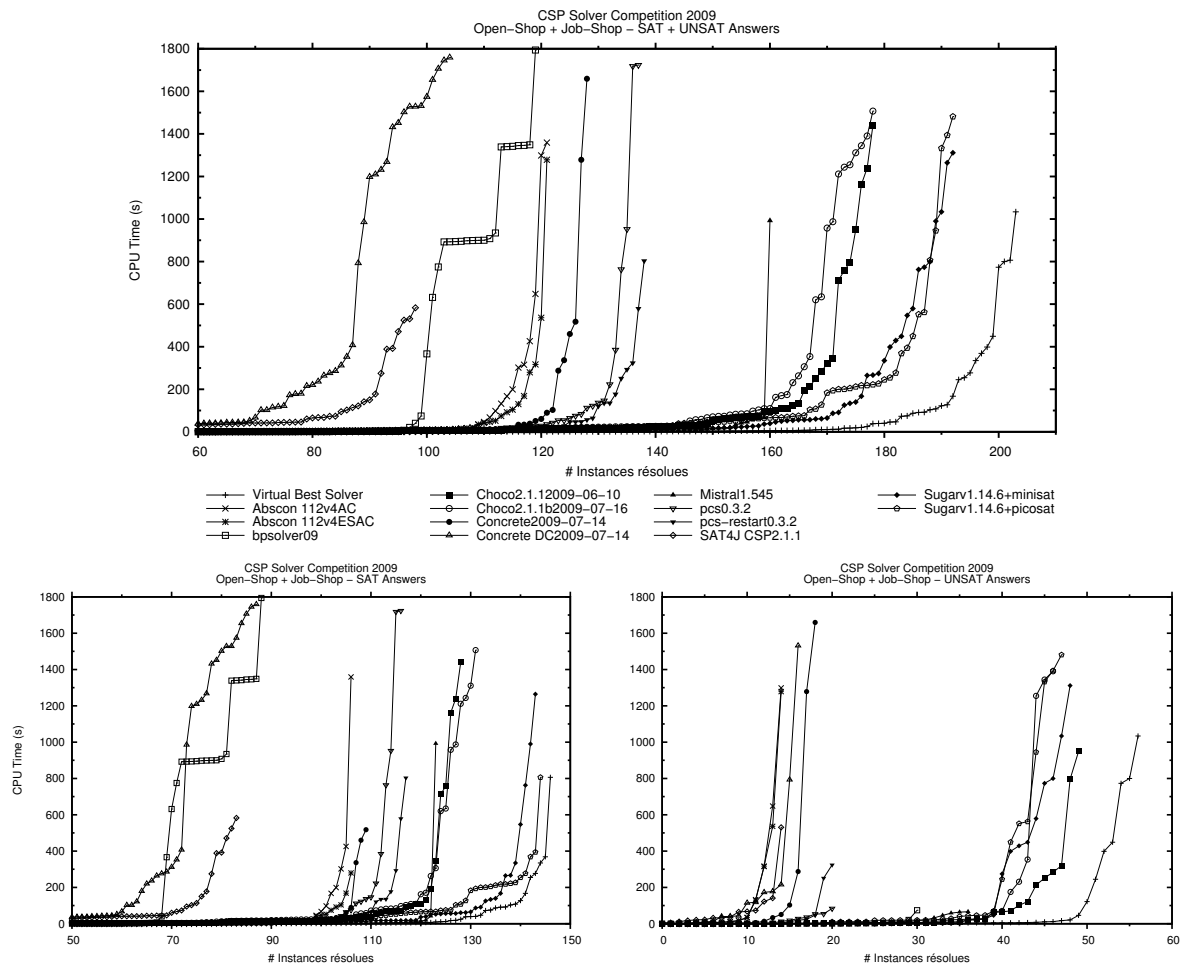 CSP Solver Competition 2009
Open-Shop + Job-Shop - SAT + UNSAT Answers
1800
1600
1400
1200
1000
800
600
400
200
0
CPU Time (s)
60 80 100 120 140 160 180 200
# Instances résolues
Virtual Best Solver
Abscon 112v4AC
Abscon 112v4ESAC
bpsolver09
Choco2.1.12009-06-10
Choco2.1.1b2009-07-16
Concrete2009-07-14
Concrete DC2009-07-14
Mistral1.545
pcs0.3.2
pcs-restart0.3.2
SAT4J CSP2.1.1
Sugarv1.14.6+minisat
Sugarv1.14.6+picosat
CSP Solver Competition 2009
Open-Shop + Job-Shop - SAT Answers
1800
1600
1400
1200
1000
800
600
400
200
0
CPU Time (s)
50 70 90 110 130 150
# Instances résolues
CSP Solver Competition 2009
Open-Shop + Job-Shop - UNSAT Answers
1800
1600
1400
1200
1000
800
600
400
200
0
0 10 20 30 40 50 60
# Instances résolues